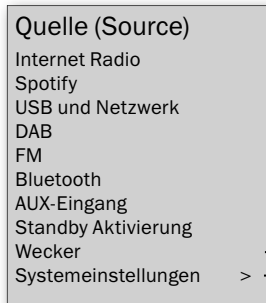 Quelle (Source)
Internet Radio
Spotify
USB und Netzwerk
DAB
FM
Bluetooth
AUX-Eingang
Standby Aktivierung
Wecker
Systemeinstellungen >